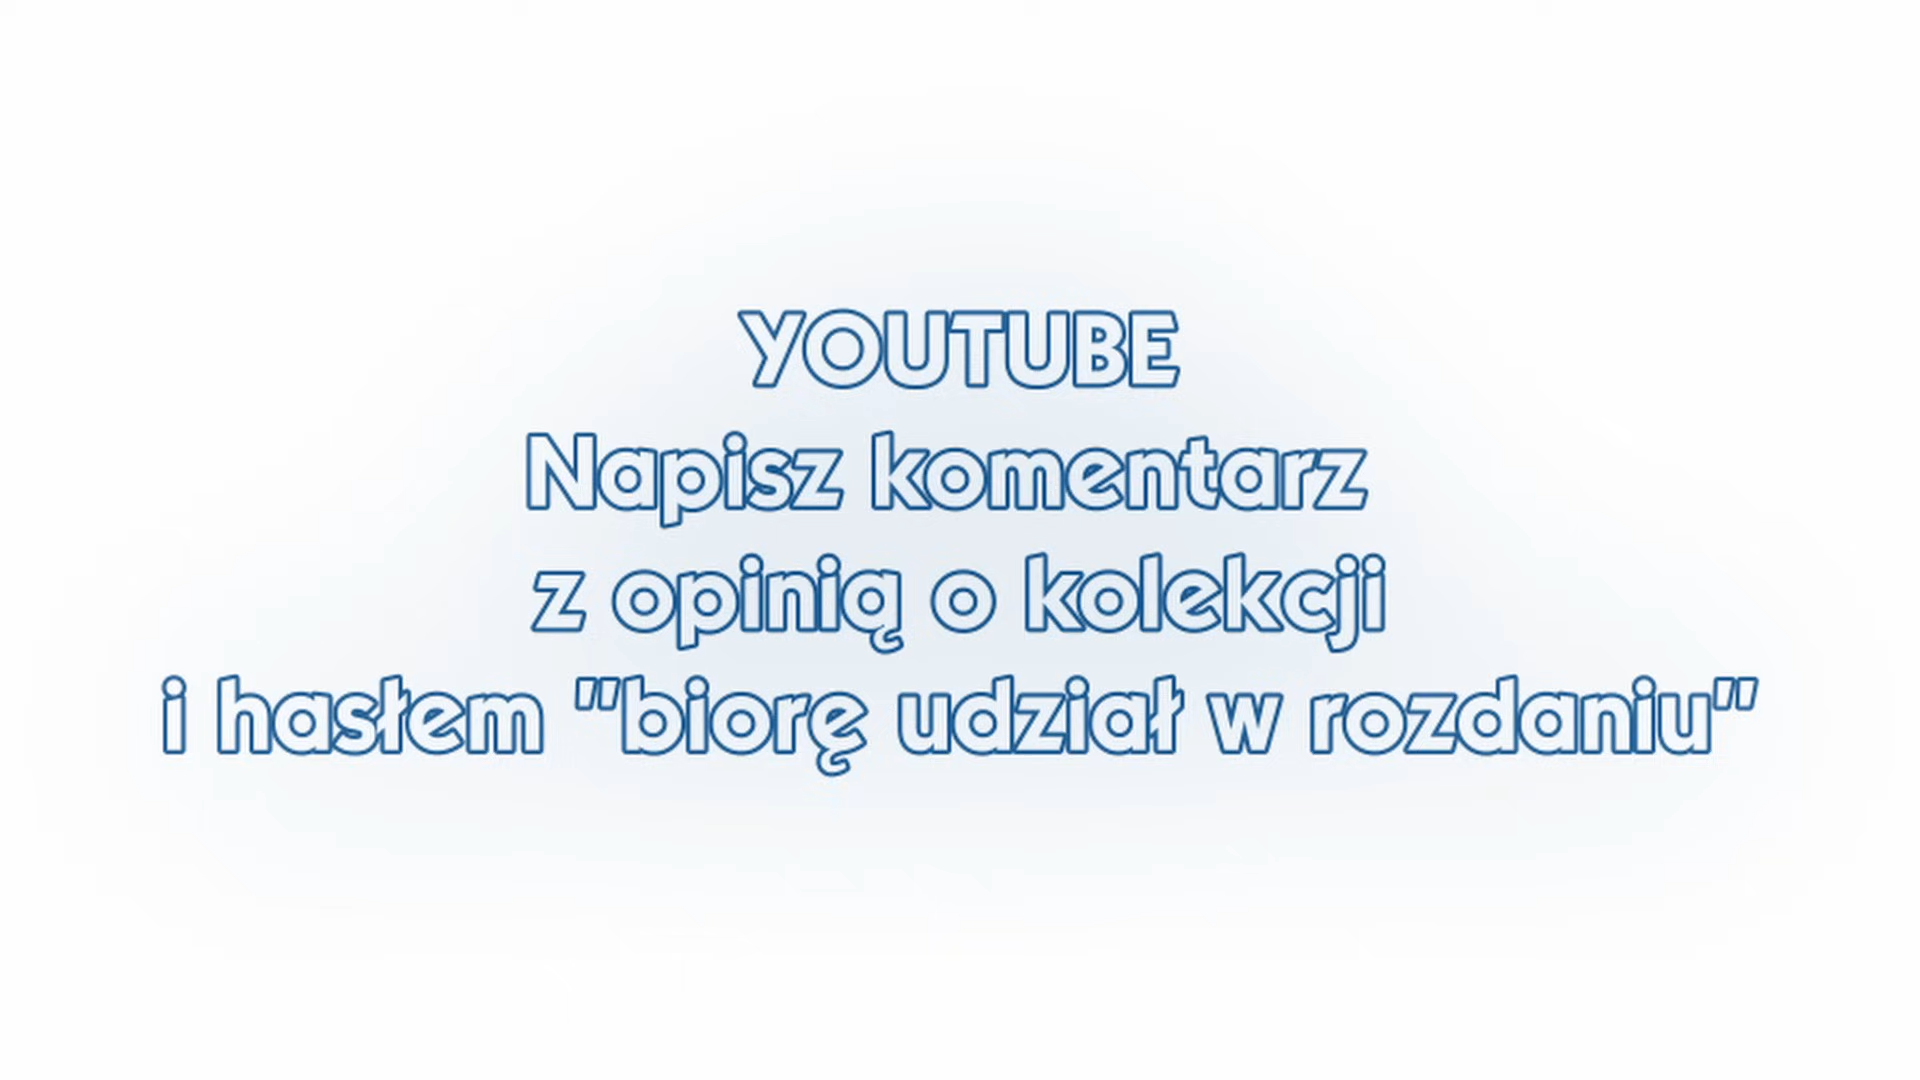 YOUTUBE
Napisz komentarz
z opinią o kolekcji
i hasłem "biorę udział w rozdaniu"